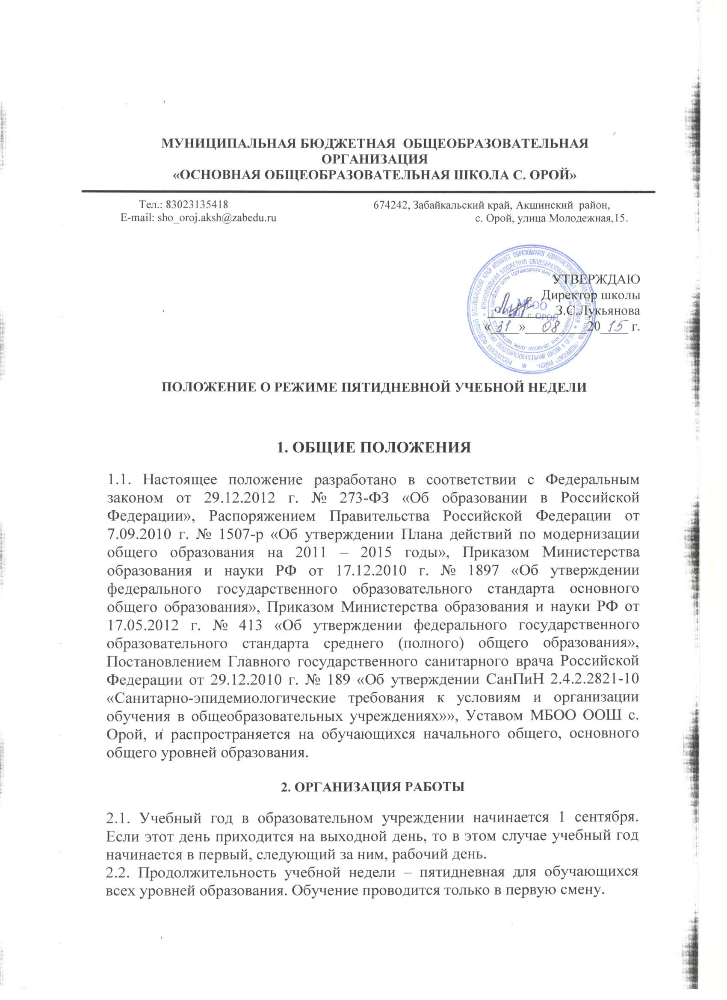 МУНИЦИПАЛЬНАЯ БЮДЖЕТНАЯ ОБЩЕОБРАЗОВАТЕЛЬНАЯ
ОРГАНИЗАЦИЯ
«ОСНОВНАЯ ОБЩЕОБРАЗОВАТЕЛЬНАЯ ШКОЛА С. ОРОЙ»
Тел.: 83023135418 674242, Забайкальский край, Акшинский район,
E-mail: sho_oroj.aksh@zabedu.ru с. Орой, улица Молодежная,15.
УТВЕРЖДАЮ
Директор школы
З.С.Лукьянова
«31» 08 2015 г.
МБОО
ООШ с. ОРОЙ
ПОЛОЖЕНИЕ О РЕЖИМЕ ПЯТИДНЕВНОЙ УЧЕБНОЙ НЕДЕЛИ
1. ОБЩИЕ ПОЛОЖЕНИЯ
1.1. Настоящее положение разработано в соответствии с Федеральным
законом от 29.12.2012 г. № 273-ФЗ «Об образовании в Российской
Федерации», Распоряжением Правительства Российской Федерации от
7.09.2010 г. № 1507-р «Об утверждении Плана действий по модернизации
общего образования на 2011 – 2015 годы», Приказом Министерства
образования и науки РФ от 17.12.2010 г. № 1897 «Об утверждении
федерального государственного образовательного стандарта основного
общего образования», Приказом Министерства образования и науки РФ от
17.05.2012 г. № 413 «Об утверждении федерального государственного
образовательного стандарта среднего (полного) общего образования»,
Постановлением Главного государственного санитарного врача Российской
Федерации от 29.12.2010 г. № 189 «Об утверждении СанПиН 2.4.2.2821-10
«Санитарно-эпидемиологические требования к условиям и организации
обучения в общеобразовательных учреждениях»», Уставом МБОО ООШ с.
Орой, и распространяется на обучающихся начального общего, основного
общего уровней образования.
2. ОРГАНИЗАЦИЯ РАБОТЫ
2.1. Учебный год в образовательном учреждении начинается 1 сентября.
Если этот день приходится на выходной день, то в этом случае учебный год
начинается в первый, следующий за ним, рабочий день.
2.2. Продолжительность учебной недели – пятидневная для обучающихся
всех уровней образования. Обучение проводится только в первую смену.